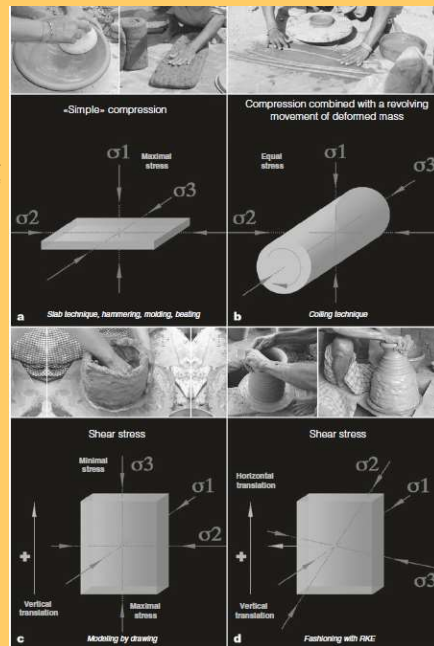 «Simple» compression
σ1
Maximal
stress
σ3
σ2
a
Slab technique, hammering, molding, beating
Compression combined with a revolving
movement of deformed mass
Equal
stress
σ1
σ3
σ2
b
Coiling technique
Shear stress
Minimal
stress
σ3
σ1
σ2
+
Vertical
translation
Maximal
stress
c
Modeling by drawing
Shear stress
Horizontal
translation
σ2
σ1
+
σ3
Vertical
translation
d
Fashioning with RKE